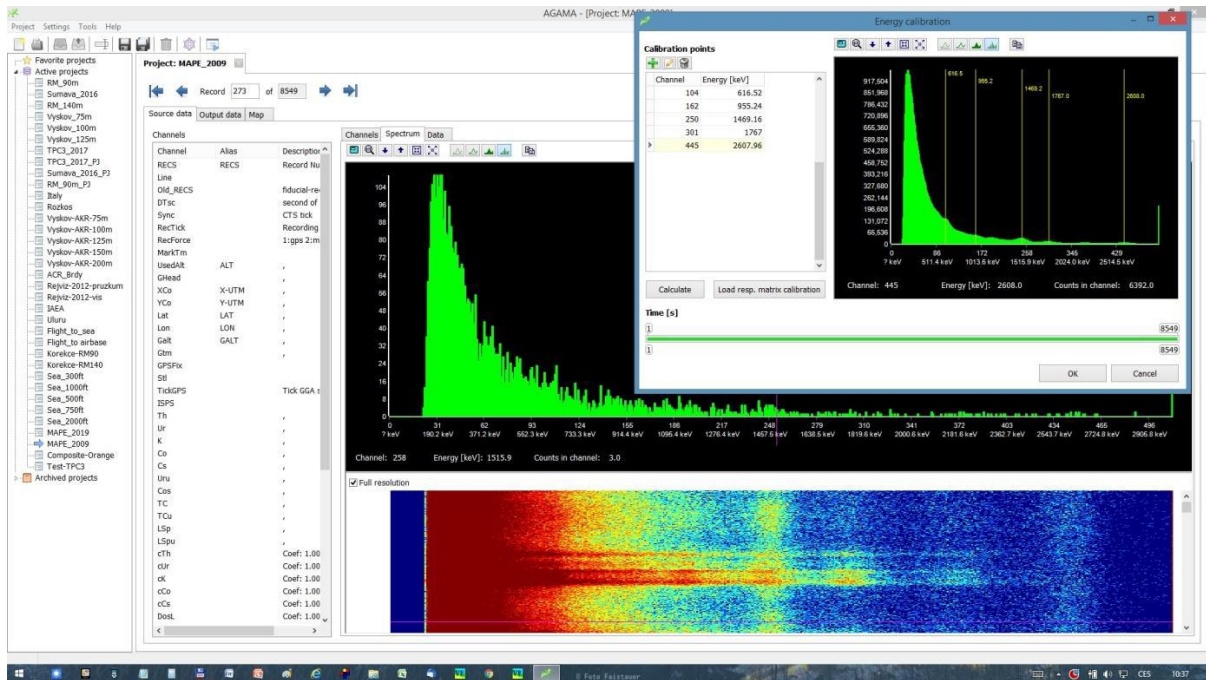 AGAMA - [Project: MAPE_2009]
Project Settings Tools Help
Favorite projects
Active projects
RM_90m
Sumava_2016
RM_140m
Vyskov_75m
Vyskov_100m
Vyskov_125m
TPC3_2017
TPC3_2017_PJ
Sumava_2016_PJ
RM_90m_PJ
Italy
Rozkos
Vyskov-AKR-75m
Vyskov-AKR-100m
Vyskov-AKR-125m
Vyskov-AKR-150m
Vyskov-AKR-200m
ACR_Brdy
Rejviz-2012-pruzkum
Rejviz-2012-vis
IAEA
Uluru
Flight_to_sea
Flight_to airbase
Korekce-RM90
Korekce-RM140
Sea_300ft
Sea_1000ft
Sea_500ft
Sea_750ft
Sea_2000ft
MAPE_2019
MAPE_2009
Composite-Orange
Test-TPC3
Archived projects
Project: MAPE_2009
Record 273 of 8549
Source data Output data Map
Channels
Channel Alias Description
RECS RECS Record Nu
Line
Old_RECS fiducial-re
DTsc second of
Sync CTS tick
RecTick Recording
RecForce 1:gps 2:m
MarkTm
UsedAlt ALT ,
GHead ,
XCo X-UTM ,
YCo Y-UTM ,
Lat LAT ,
Lon LON ,
Galt GALT ,
Gtm ,
GPSFix
Stl
TickGPS Tick GGA s
ISPS
Th ,
Ur ,
K ,
Co ,
Cs ,
Uru ,
Cos ,
TC ,
TCu ,
LSp ,
LSpu ,
cTh Coef: 1.00
cUr Coef: 1.00
cK Coef: 1.00
cCo Coef: 1.00
cCs Coef: 1.00
DosL Coef: 1.00
Channels Spectrum Data
104
96
88
80
72
64
56
48
40
32
24
16
8
0
0 31 62 93 124 155 186 217 248 279 310 341 372 403 434 465 496
? keV 190.2 keV 371.2 keV 552.3 keV 733.3 keV 914.4 keV 1095.4 keV 1276.4 keV 1457.5 keV 1638.5 keV 1819.6 keV 2000.6 keV 2181.6 keV 2362.7 keV 2543.7 keV 2724.8 keV 2905.8 keV
Channel: 258 Energy [keV]: 1515.9 Counts in channel: 3.0
Full resolution
Energy calibration
Calibration points
Channel Energy [keV]
104 616.52
162 955.24
250 1469.16
301 1767
445 2607.96
Calculate Load resp. matrix calibration
616.5 955.2 1469.2 1767.0 2608.0
917,504
851,968
786,432
720,896
655,360
589,824
524,288
458,752
393,216
327,680
262,144
196,608
131,072
65,536
0
0 86 172 258 345 429
? keV 511.4 keV 1013.6 keV 1515.9 keV 2024.0 keV 2514.5 keV
Channel: 445 Energy [keV]: 2608.0 Counts in channel: 6392.0
Time [s]
1 8549
1 8549
OK Cancel
© Foto Faistauer
CES 10:37